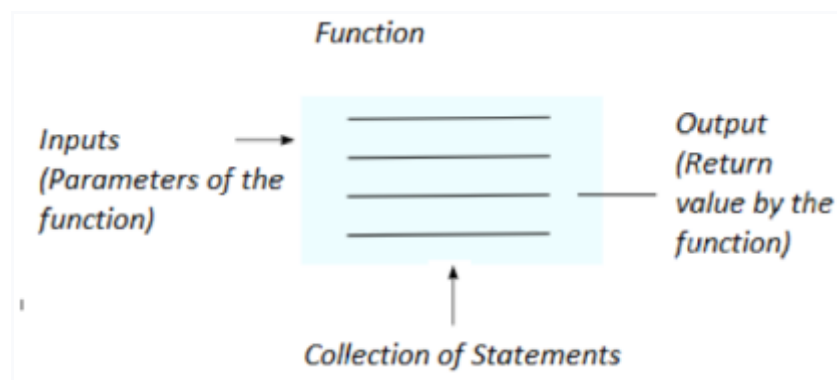 Function
Inputs
(Parameters of the
function)
Output
(Return
value by the
function)
Collection of Statements